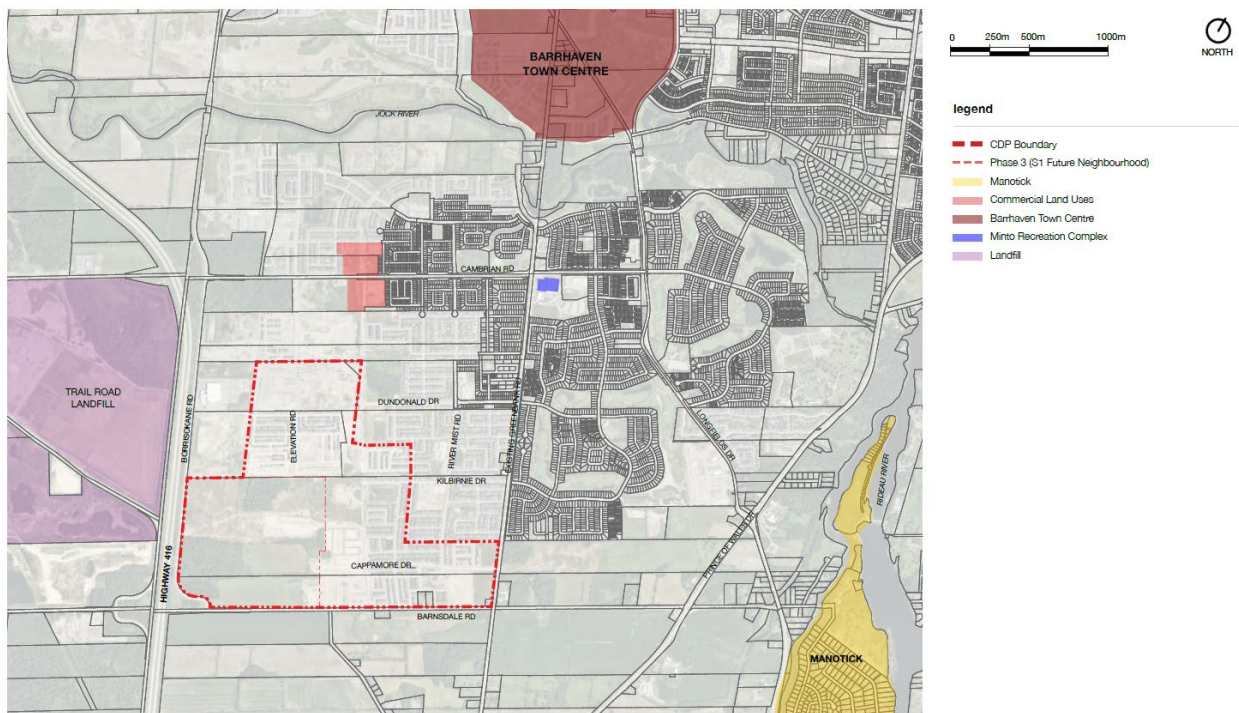 BARRHAVEN
TOWN CENTRE
JOCK RIVER
CAMBRIAN RD
TRAIL ROAD
LANDFILL
BORRISOKANE RD
ELEVATION RD
DUNDONALD DR
RIVER MIST RD
EXISTING GREENBANK RD
KILBIRNIE DR
LONGFIELDS DR
RIDEAU RIVER
PRINCE OF WALES DR
HIGHWAY 416
CAPPAMORE DR
BARNSDALE RD
MANOTICK
0 250m 500m 1000m
NORTH
legend
CDP Boundary
Phase 3 (S1 Future Neighbourhood)
Manotick
Commercial Land Uses
Barrhaven Town Centre
Minto Recreation Complex
Landfill